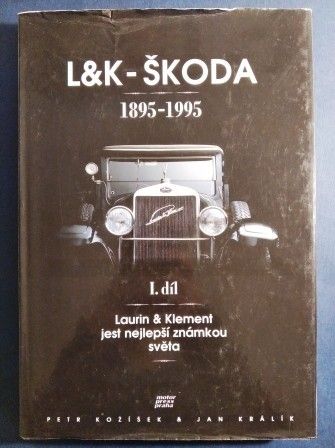 L&K - ŠKODA
1895-1995
I. díl
Laurin & Klement
jest nejlepší známkou
světa
motor
press
praha
PETR KOŽÍŠEK & JAN KRÁLÍK